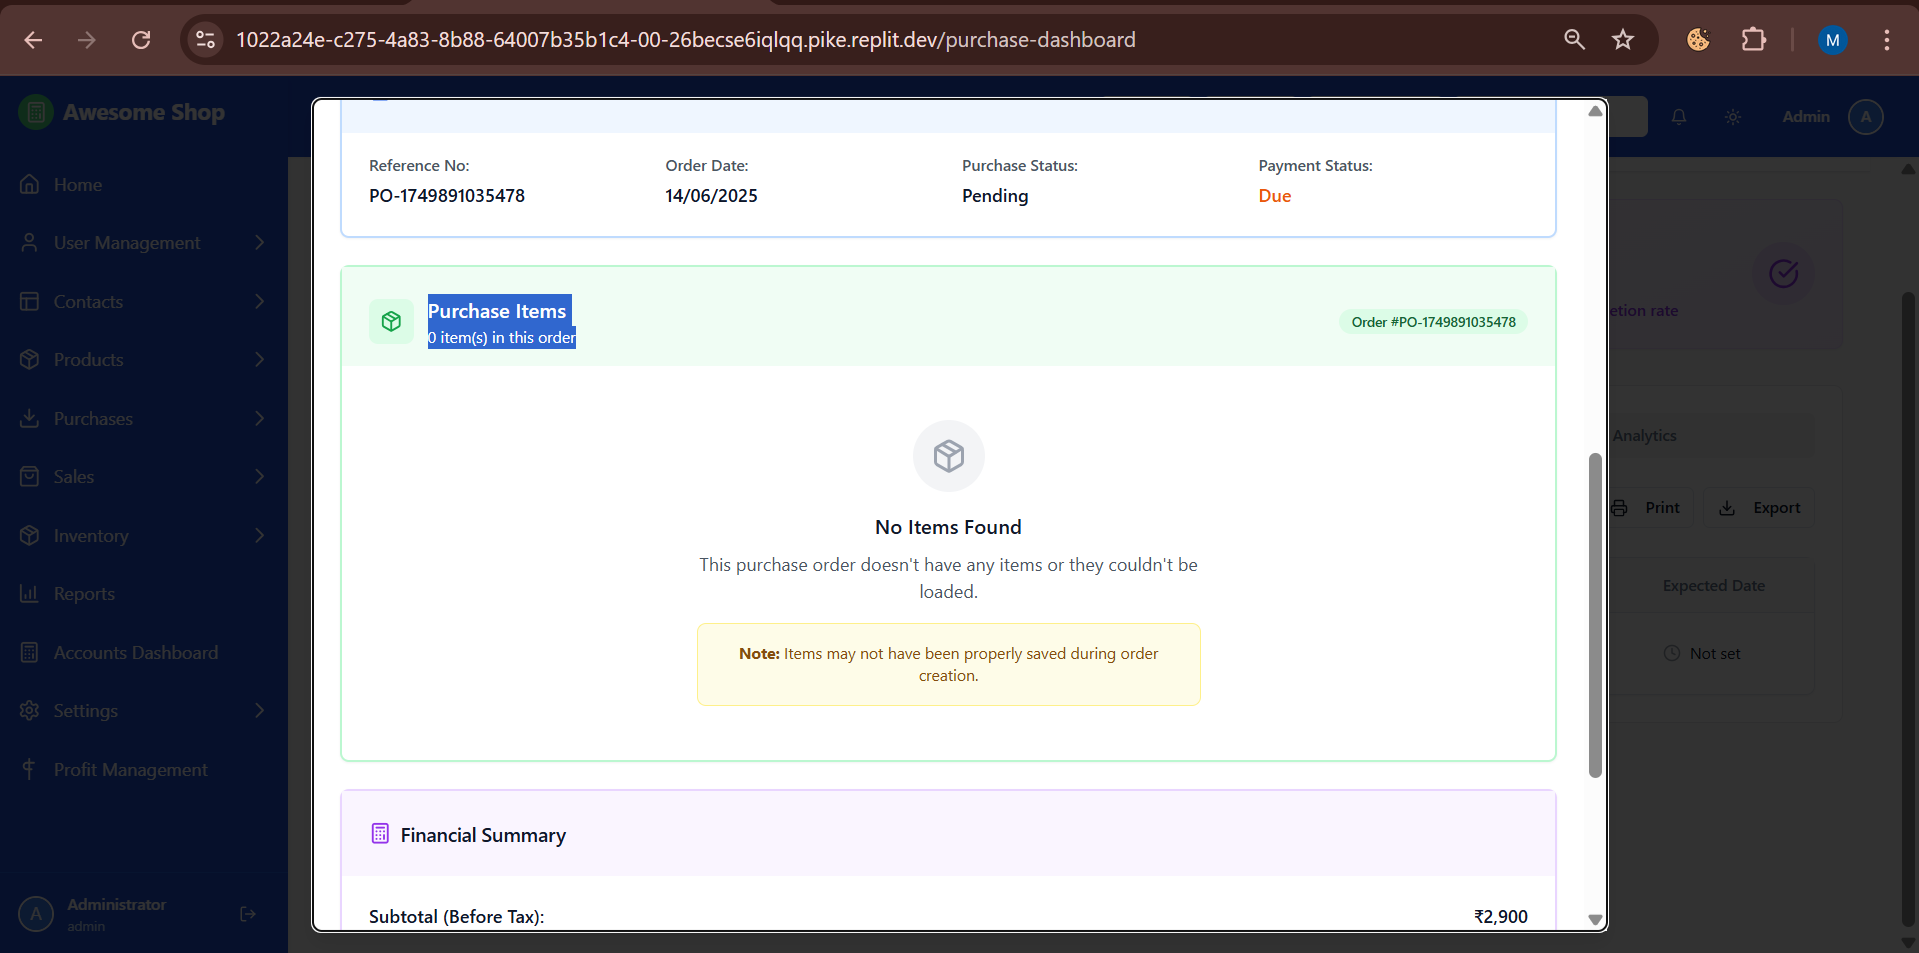 1022a24e-c275-4a83-8b88-64007b35b1c4-00-26becse6iqlqq.pike.replit.dev/purchase-dashboard
M
Awesome Shop
Admin
A
Home
User Management
Contacts
Products
Purchases
Sales
Inventory
Reports
Accounts Dashboard
Settings
Profit Management
A
Administrator
admin
Reference No:
PO-1749891035478
Order Date:
14/06/2025
Purchase Status:
Pending
Payment Status:
Due
Purchase Items
0 item(s) in this order
Order #PO-1749891035478
No Items Found
This purchase order doesn't have any items or they couldn't be
loaded.
Note: Items may not have been properly saved during order
creation.
Financial Summary
Subtotal (Before Tax):
₹2,900
etion rate
Analytics
Print
Export
Expected Date
Not set